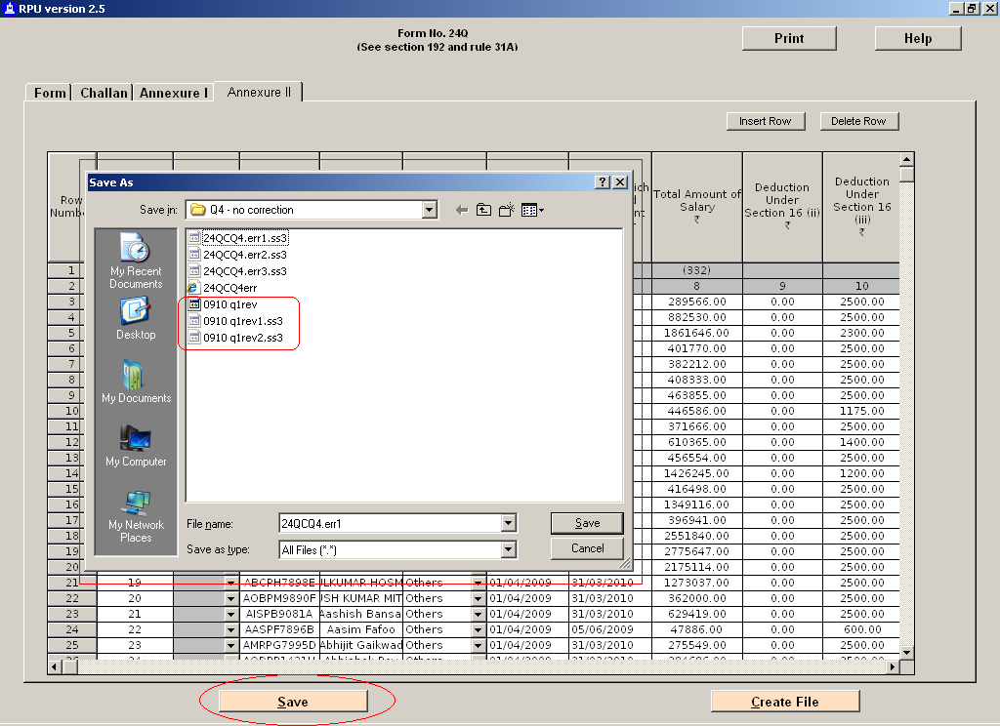 RPU version 2.5
Form No. 24Q
(See section 192 and rule 31A)
Print
Help
Form
Challan
Annexure I
Annexure II
Insert Row
Delete Row
Row
Total Amount of Salary ₹
Deduction Under Section 16 (ii) ₹
Deduction Under Section 16 (iii) ₹
Save As
Save in:
Q4 - no correction
24QCQ4.err1.ss3
24QCQ4.err2.ss3
24QCQ4.err3.ss3
24QCQ4err
0910 q1rev
0910 q1rev1.ss3
0910 q1rev2.ss3
My Recent Documents
Desktop
My Documents
My Computer
My Network Places
File name:
24QCQ4.err1
Save as type:
All Files (*.*)
Save
Cancel
1 (332)
2 8 9 10
3 289566.00 0.00 2500.00
4 882530.00 0.00 2500.00
5 1861646.00 0.00 2300.00
6 401770.00 0.00 2500.00
7 382212.00 0.00 2500.00
8 408333.00 0.00 2500.00
9 463855.00 0.00 2500.00
10 446586.00 0.00 1175.00
11 371666.00 0.00 2500.00
12 610365.00 0.00 1400.00
13 456554.00 0.00 2500.00
14 1426245.00 0.00 1200.00
15 416498.00 0.00 2500.00
16 1349116.00 0.00 2500.00
17 396941.00 0.00 2500.00
18 2551840.00 0.00 2500.00
19 2775647.00 0.00 2500.00
20 2175114.00 0.00 2500.00
21 19 ABCPH7898E ILKUMAR HOSM Others 01/04/2009 31/03/2010 1273037.00 0.00 2500.00
22 20 AOBPM9890F USH KUMAR MIT Others 01/04/2009 31/03/2010 362000.00 0.00 2500.00
23 21 AISPB9081A Aashish Bansa Others 01/04/2009 31/03/2010 629419.00 0.00 2500.00
24 22 AASPF7896B Aasim Fafoo Others 01/04/2009 05/06/2009 47886.00 0.00 600.00
25 23 AMRPG7995D Abhijit Gaikwad Others 01/04/2009 31/03/2010 275549.00 0.00 2500.00
Save
Create File